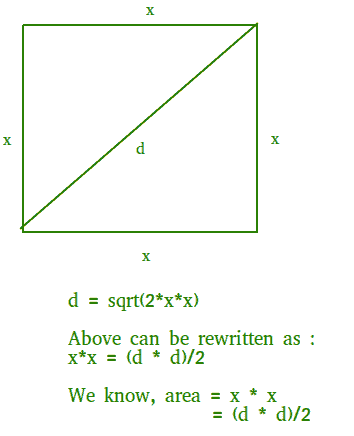 x
x
x
d
x
d = sqrt(2*x*x)
Above can be rewritten as :
x*x = (d * d)/2
We know, area = x * x
= (d * d)/2